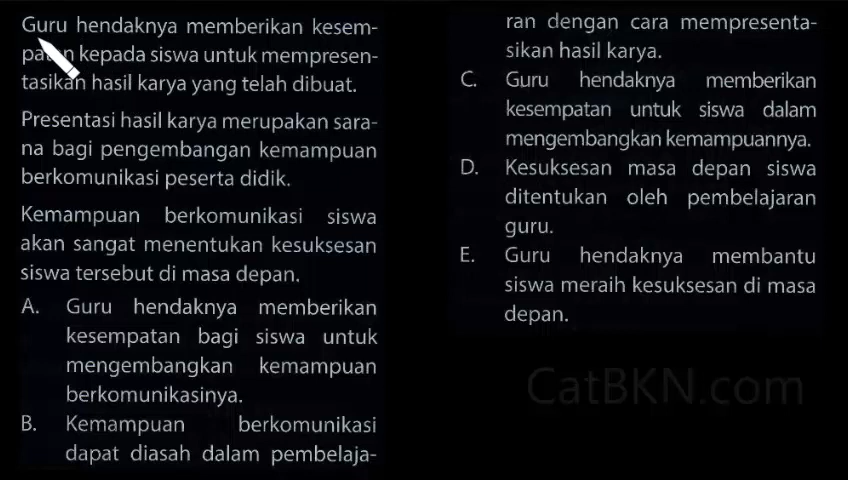 Guru hendaknya memberikan kesem-
patan kepada siswa untuk mempresen-
tasikan hasil karya yang telah dibuat.
Presentasi hasil karya merupakan sara-
na bagi pengembangan kemampuan
berkomunikasi peserta didik.
Kemampuan berkomunikasi siswa
akan sangat menentukan kesuksesan
siswa tersebut di masa depan.
A. Guru hendaknya memberikan
kesempatan bagi siswa untuk
mengembangkan kemampuan
berkomunikasinya.
B. Kemampuan berkomunikasi
dapat diasah dalam pembelaja-
ran dengan cara mempresenta-
sikan hasil karya.
C. Guru hendaknya memberikan
kesempatan untuk siswa dalam
mengembangkan kemampuannya.
D. Kesuksesan masa depan siswa
ditentukan oleh pembelajaran
guru.
E. Guru hendaknya membantu
siswa meraih kesuksesan di masa
depan.
CatBKN.com